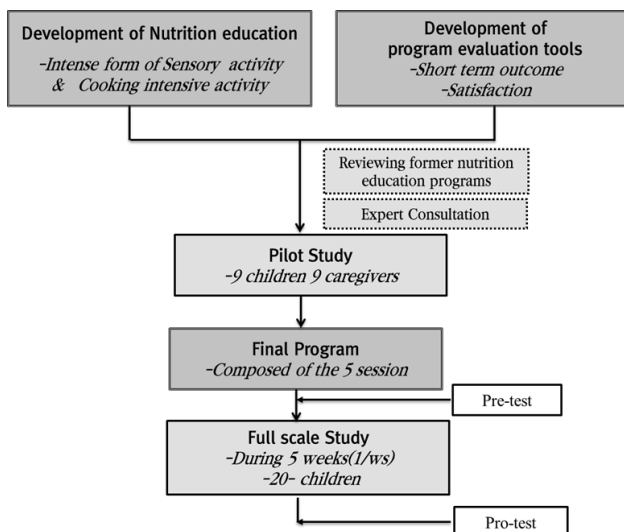 Development of Nutrition education
-Intense form of Sensory activity
& Cooking intensive activity
Development of
program evaluation tools
-Short term outcome
-Satisfaction
Reviewing former nutrition
education programs
Expert Consultation
Pilot Study
-9 children 9 caregivers
Final Program
-Composed of the 5 session
Pre-test
Full scale Study
-During 5 weeks(1/ws)
-20- children
Pro-test